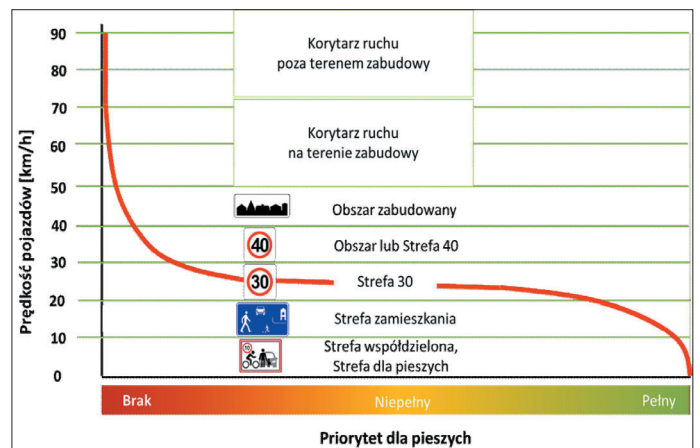 Prędkość pojazdów [km/h]
90
80
70
60
50
40
30
20
10
0
Korytarz ruchu
poza terenem zabudowy
Korytarz ruchu
na terenie zabudowy
Obszar zabudowany
40
Obszar lub Strefa 40
30
Strefa 30
Strefa zamieszkania
10
Strefa współdzielona,
Strefa dla pieszych
Brak
Niepełny
Pełny
Priorytet dla pieszych